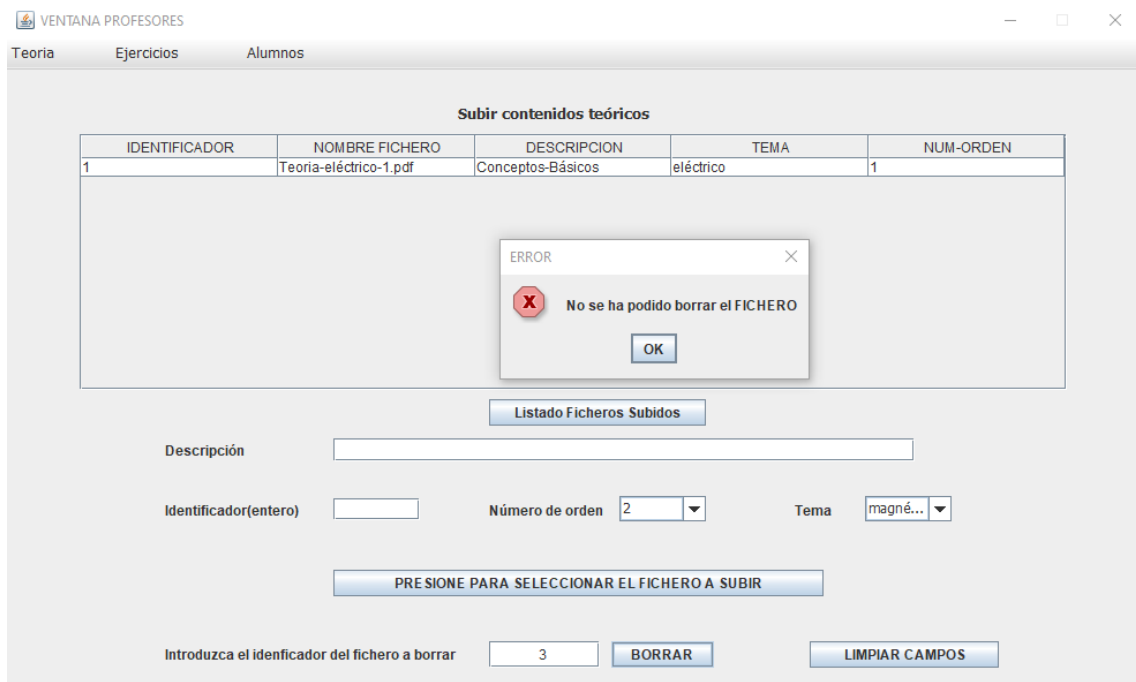 VENTANA PROFESORES
Teoria Ejercicios Alumnos
Subir contenidos teóricos
IDENTIFICADOR NOMBRE FICHERO DESCRIPCION TEMA NUM-ORDEN
1 Teoria-eléctrico-1.pdf Conceptos-Básicos eléctrico 1
ERROR
No se ha podido borrar el FICHERO
OK
Listado Ficheros Subidos
Descripción
Identificador(entero) Número de orden 2 Tema magné...
PRESIONE PARA SELECCIONAR EL FICHERO A SUBIR
Introduzca el idenficador del fichero a borrar 3 BORRAR LIMPIAR CAMPOS